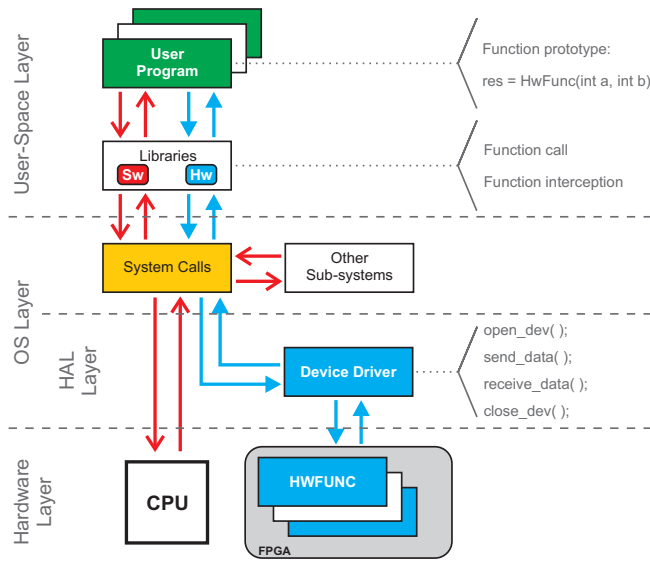 User-Space Layer
User
Program
Function prototype:
res = HwFunc(int a, int b)
Libraries
Sw
Hw
Function call
Function interception
OS Layer
System Calls
Other
Sub-systems
HAL
Layer
Device Driver
open_dev( );
send_data( );
receive_data( );
close_dev( );
Hardware
Layer
CPU
HWFUNC
FPGA